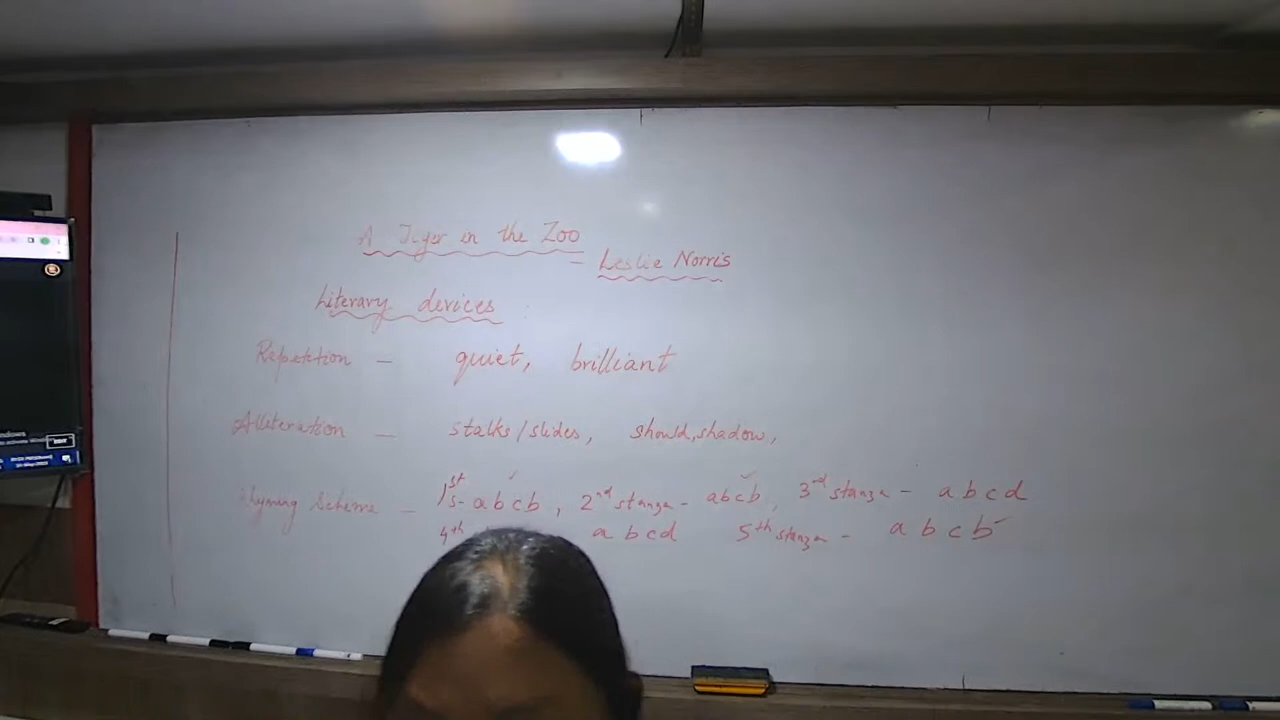 A Tiger in the Zoo
- Leslie Norris
Literary devices :
Repetition - quiet, brilliant
Alliteration - stalks/slides, should, shadow,
Rhyming Scheme - 1st s- abcb, 2nd stanza - abcb, 3rd stanza - abcd
4th abcd 5th stanza - abcb